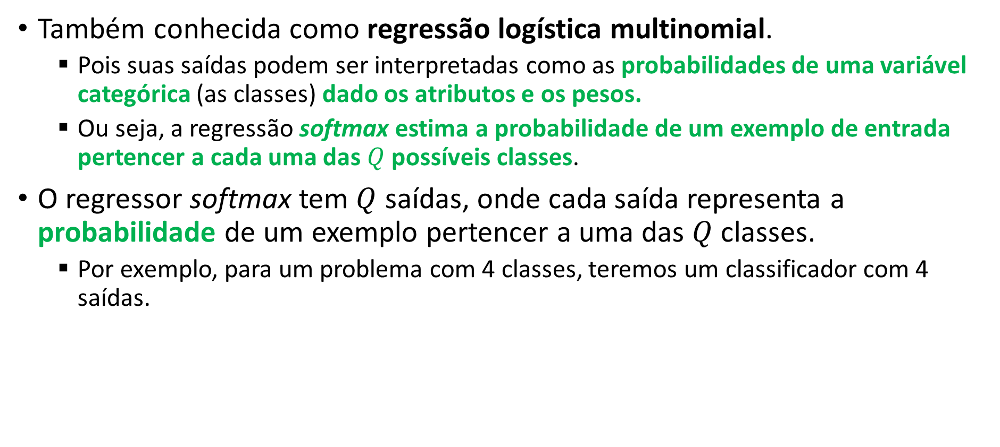 • Também conhecida como regressão logística multinomial.
▪ Pois suas saídas podem ser interpretadas como as probabilidades de uma variável
categórica (as classes) dado os atributos e os pesos.
▪ Ou seja, a regressão softmax estima a probabilidade de um exemplo de entrada
pertencer a cada uma das Q possíveis classes.
• O regressor softmax tem Q saídas, onde cada saída representa a
probabilidade de um exemplo pertencer a uma das Q classes.
▪ Por exemplo, para um problema com 4 classes, teremos um classificador com 4
saídas.